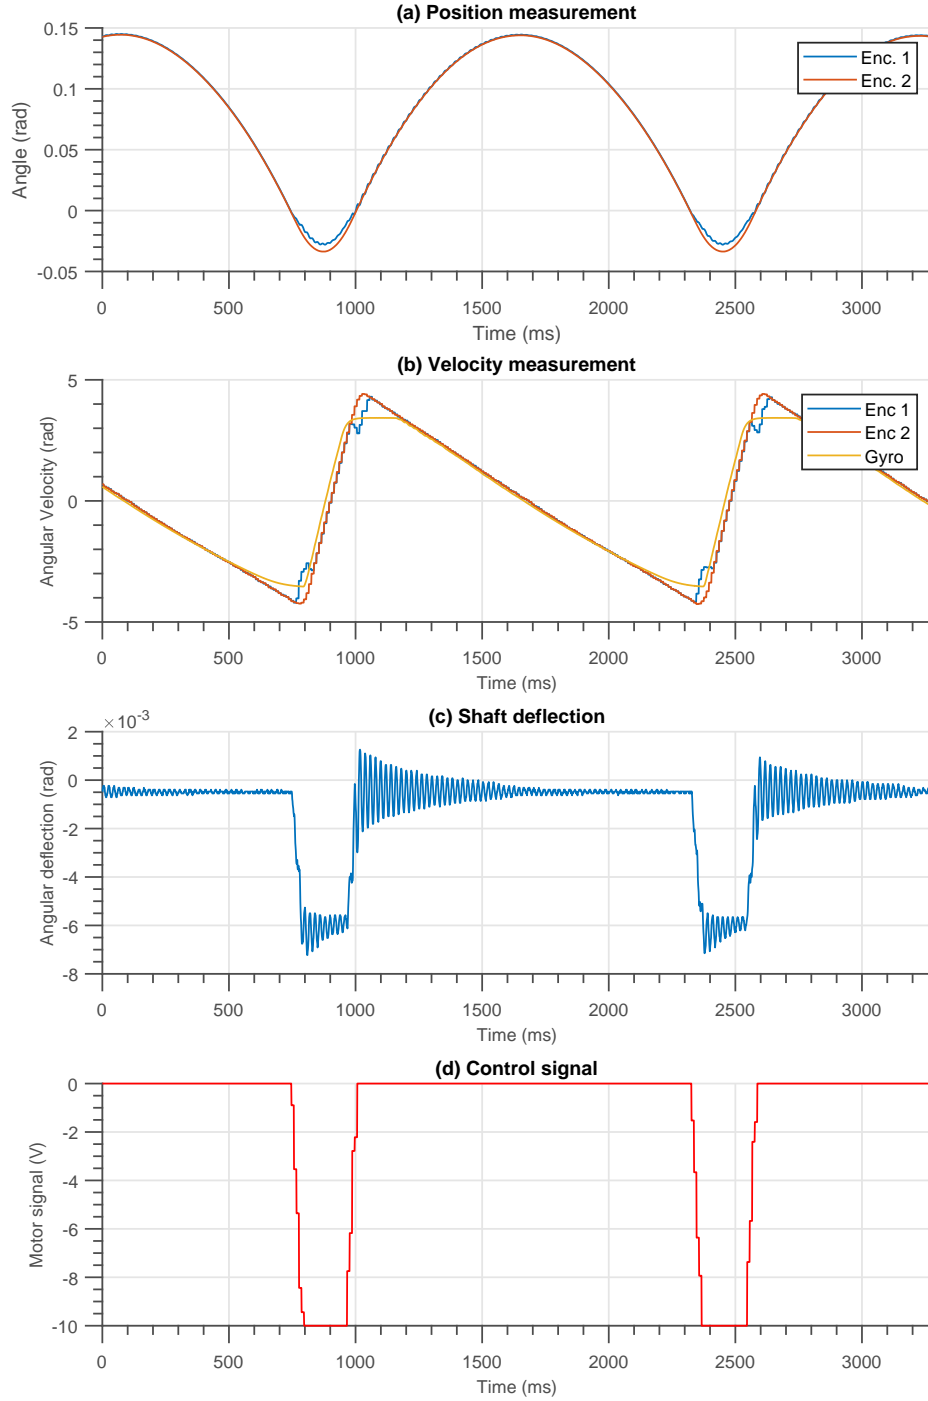 (a) Position measurement
0.15
0.1
0.05
0
-0.05
Angle (rad)
Enc. 1
Enc. 2
0 500 1000 1500 2000 2500 3000
Time (ms)
(b) Velocity measurement
5
0
-5
Angular Velocity (rad)
Enc 1
Enc 2
Gyro
0 500 1000 1500 2000 2500 3000
Time (ms)
×10-3
(c) Shaft deflection
2
0
-2
-4
-6
-8
Angular deflection (rad)
0 500 1000 1500 2000 2500 3000
Time (ms)
(d) Control signal
0
-2
-4
-6
-8
-10
Motor signal (V)
0 500 1000 1500 2000 2500 3000
Time (ms)